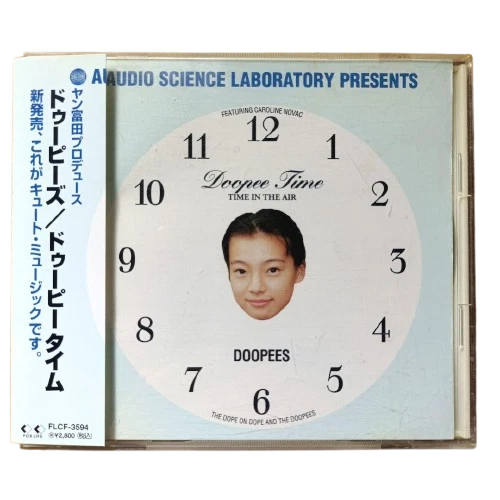 ヤン富田プロデュース
ドゥーピーズ/ドゥーピータイム
新発売、これがキュート・ミュージックです。
FOR LIFE
FLCF-3594
¥2,800(税込)
AUDIO SCIENCE LABORATORY PRESENTS
FEATURING CAROLINE NOVAC
12
11
1
10
2
Doopee Time
TIME IN THE AIR
9
3
8
4
DOOPEES
7
5
6
THE DOPE ON DOPE AND THE DOOPEES